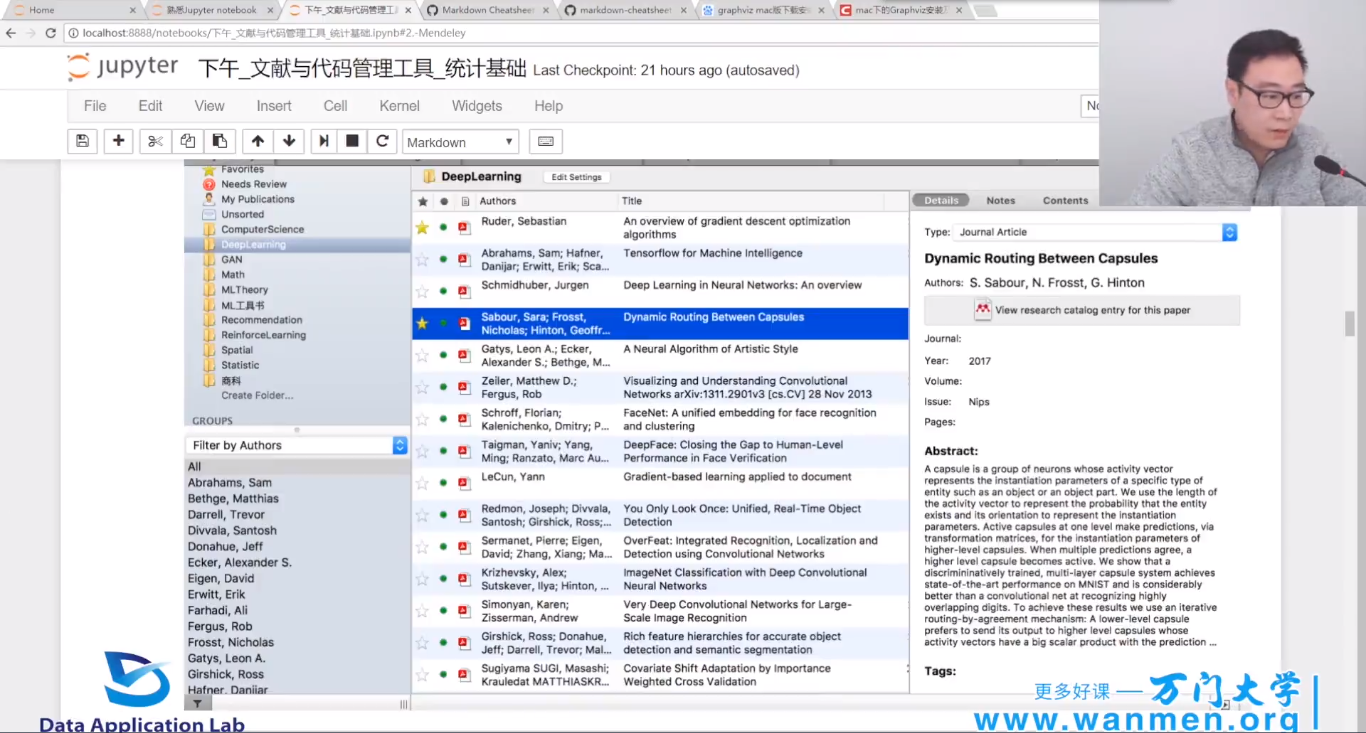 Home
熟悉Jupyter notebook
下午_文献与代码管理工具
Markdown Cheatsheet
markdown-cheatsheet
graphviz mac版下载安
mac下的Graphviz安装及
localhost:8888/notebooks/下午_文献与代码管理工具_统计基础.ipynb#2.-Mendeley
jupyter 下午_文献与代码管理工具_统计基础 Last Checkpoint: 21 hours ago (autosaved)
File Edit View Insert Cell Kernel Widgets Help
Markdown
Favorites
Needs Review
My Publications
Unsorted
ComputerScience
DeepLearning
GAN
Math
MLTheory
ML工具书
Recommendation
ReinforceLearning
Spatial
Statistic
商科
Create Folder...
GROUPS
Filter by Authors
All
Abrahams, Sam
Bethge, Matthias
Darrell, Trevor
Divvala, Santosh
Donahue, Jeff
Ecker, Alexander S.
Eigen, David
Erwitt, Erik
Farhadi, Ali
Fergus, Rob
Frosst, Nicholas
Gatys, Leon A.
Girshick, Ross
Hafner, Danijar
DeepLearning Edit Settings
Authors Title
Ruder, Sebastian An overview of gradient descent optimization
algorithms
Abrahams, Sam; Hafner, Tensorflow for Machine Intelligence
Danijar; Erwitt, Erik; Sca...
Schmidhuber, Jurgen Deep Learning in Neural Networks: An overview
Sabour, Sara; Frosst, Dynamic Routing Between Capsules
Nicholas; Hinton, Geoffr...
Gatys, Leon A.; Ecker, A Neural Algorithm of Artistic Style
Alexander S.; Bethge, M...
Zeiler, Matthew D.; Visualizing and Understanding Convolutional
Fergus, Rob Networks arXiv:1311.2901v3 [cs.CV] 28 Nov 2013
Schroff, Florian; FaceNet: A unified embedding for face recognition
Kalenichenko, Dmitry; P... and clustering
Taigman, Yaniv; Yang, DeepFace: Closing the Gap to Human-Level
Ming; Ranzato, Marc Au... Performance in Face Verification
LeCun, Yann Gradient-based learning applied to document
Redmon, Joseph; Divvala, You Only Look Once: Unified, Real-Time Object
Santosh; Girshick, Ross;... Detection
Sermanet, Pierre; Eigen, OverFeat: Integrated Recognition, Localization and
David; Zhang, Xiang; Ma... Detection using Convolutional Networks
Krizhevsky, Alex; ImageNet Classification with Deep Convolutional
Sutskever, Ilya; Hinton, ... Neural Networks
Simonyan, Karen; Very Deep Convolutional Networks for Large-
Zisserman, Andrew Scale Image Recognition
Girshick, Ross; Donahue, Rich feature hierarchies for accurate object
Jeff; Darrell, Trevor; Mal... detection and semantic segmentation
Sugiyama SUGI, Masashi; Covariate Shift Adaptation by Importance
Krauledat MATTHIASKR... Weighted Cross Validation
Details Notes Contents
Type: Journal Article
Dynamic Routing Between Capsules
Authors: S. Sabour, N. Frosst, G. Hinton
View research catalog entry for this paper
Journal:
Year: 2017
Volume:
Issue: Nips
Pages:
Abstract:
A capsule is a group of neurons whose activity vector
represents the instantiation parameters of a specific type of
entity such as an object or an object part. We use the length
of the activity vector to represent the probability that the entity
exists and its orientation to represent the instantiation
parameters. Active capsules at one level make predictions, via
transformation matrices, for the instantiation parameters of
higher-level capsules. When multiple predictions agree, a
higher level capsule becomes active. We show that a
discrimininatively trained, multi-layer capsule system achieves
state-of-the-art performance on MNIST and is considerably
better than a convolutional net at recognizing highly
overlapping digits. To achieve these results we use an iterative
routing-by-agreement mechanism: A lower-level capsule
prefers to send its output to higher level capsules whose
activity vectors have a big scalar product with the prediction ...
Tags:
Data Application Lab
更多好课 — 万门大学
www.wanmen.org